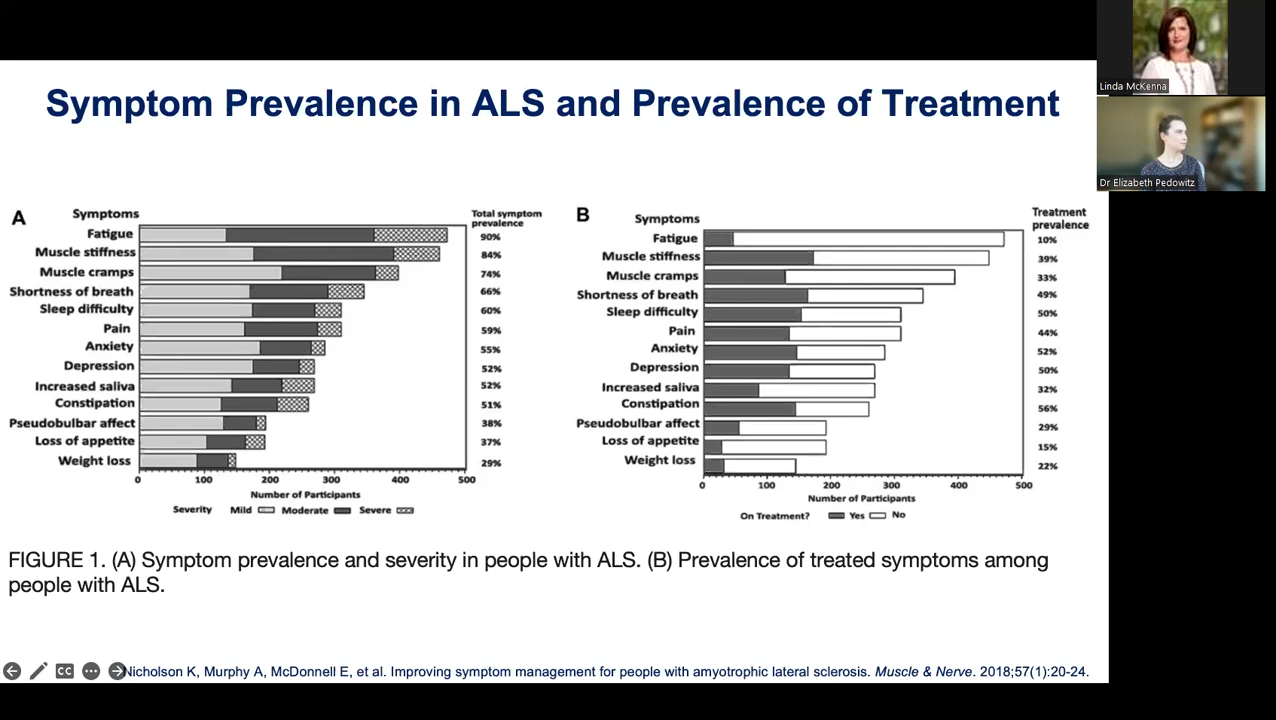 Symptom Prevalence in ALS and Prevalence of Treatment
Linda McKenna
Dr Elizabeth Pedowitz
A
Symptoms
Total symptom
prevalence
Fatigue 90%
Muscle stiffness 84%
Muscle cramps 74%
Shortness of breath 66%
Sleep difficulty 60%
Pain 59%
Anxiety 55%
Depression 52%
Increased saliva 52%
Constipation 51%
Pseudobulbar affect 38%
Loss of appetite 37%
Weight loss 29%
0 100 200 300 400 500
Number of Participants
Severity Mild Moderate Severe
B
Symptoms
Treatment
prevalence
Fatigue 10%
Muscle stiffness 39%
Muscle cramps 33%
Shortness of breath 49%
Sleep difficulty 50%
Pain 44%
Anxiety 52%
Depression 50%
Increased saliva 32%
Constipation 56%
Pseudobulbar affect 29%
Loss of appetite 15%
Weight loss 22%
0 100 200 300 400 500
Number of Participants
On Treatment? Yes No
FIGURE 1. (A) Symptom prevalence and severity in people with ALS. (B) Prevalence of treated symptoms among
people with ALS.
CC
Nicholson K, Murphy A, McDonnell E, et al. Improving symptom management for people with amyotrophic lateral sclerosis. Muscle & Nerve. 2018;57(1):20-24.